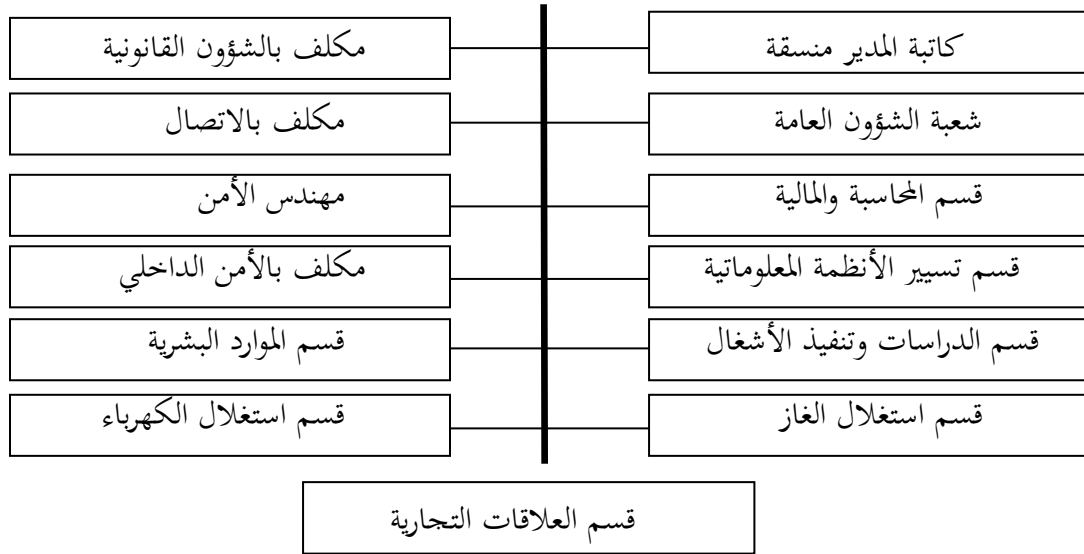 كاتبة المدير منسقة
مكلف بالشؤون القانونية
شعبة الشؤون العامة
مكلف بالاتصال
قسم المحاسبة والمالية
مهندس الأمن
قسم تسيير الأنظمة المعلوماتية
مكلف بالأمن الداخلي
قسم الدراسات وتنفيذ الأشغال
قسم الموارد البشرية
قسم استغلال الغاز
قسم استغلال الكهرباء
قسم العلاقات التجارية